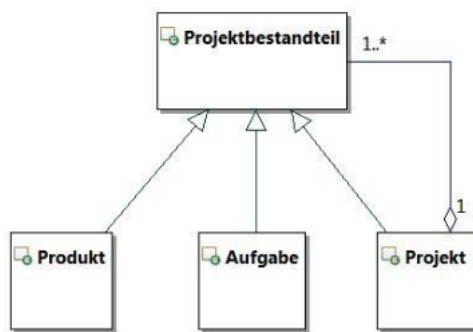 Projektbestandteil
1..*
1
Produkt
Aufgabe
Projekt